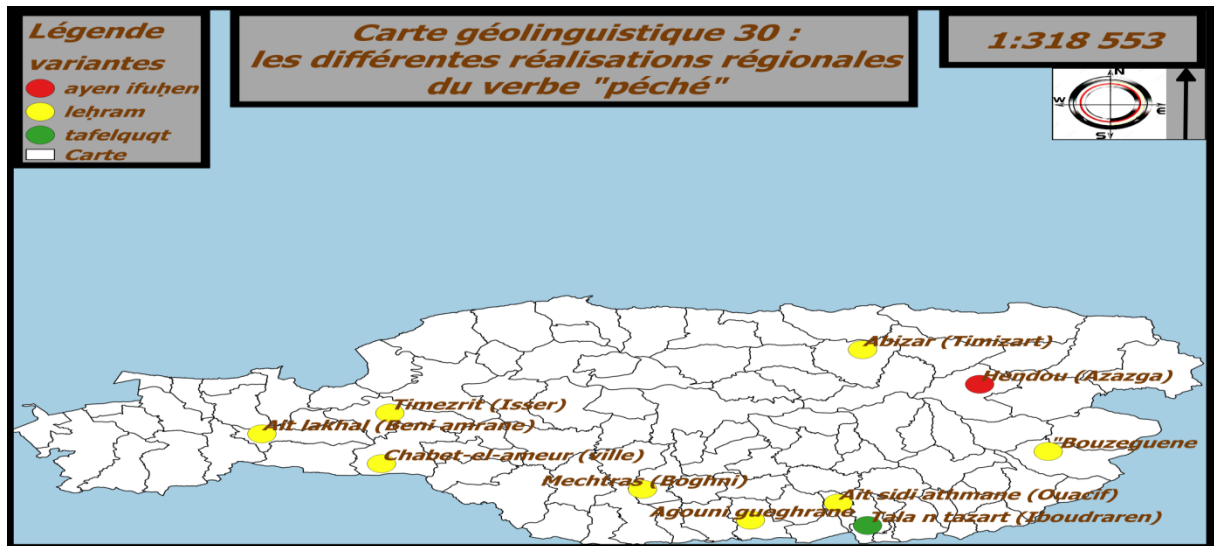 Légende
variantes
ayen ifuḥen
leḥram
tafelquqt
Carte
Carte géolinguistique 30 :
les différentes réalisations régionales
du verbe "péché"
1:318 553
N
W
E
S
Abizar (Timizart)
Hendou (Azazga)
Timezrit (Isser)
Ait lakhal (Beni amrane)
"Bouzeguene
Chabet-el-ameur (ville)
Mechtras (Boghni)
Ait sidi athmane (Ouacif)
Agouni gueghrane
Tala n tazart (Iboudraren)